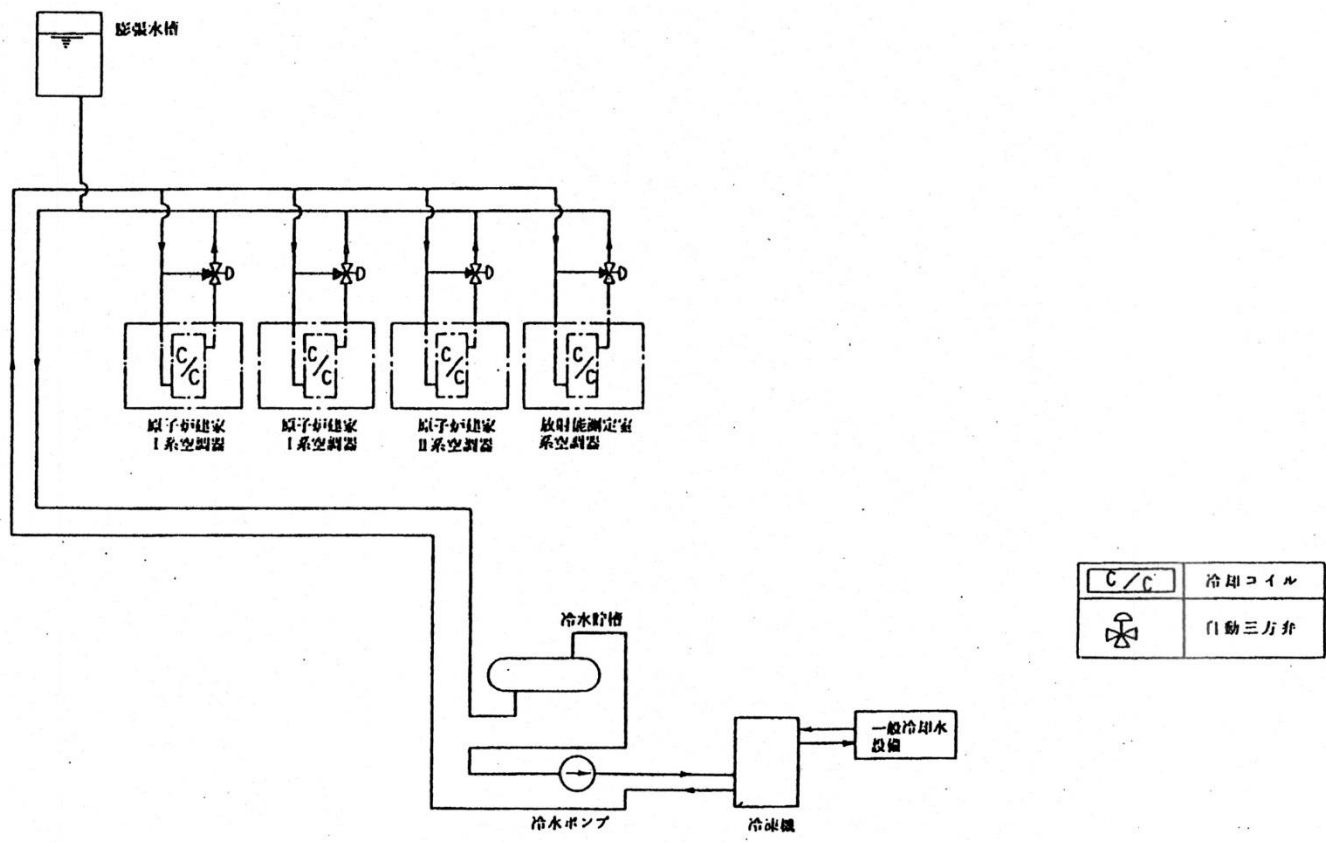 膨張水槽
C/C
C/C
C/C
C/C
原子炉建家
I系空調器
原子炉建家
I系空調器
原子炉建家
II系空調器
放射能測定室
系空調器
C/C
冷却コイル
自動三方弁
冷水貯槽
一般冷却水
設備
冷水ポンプ
冷凍機